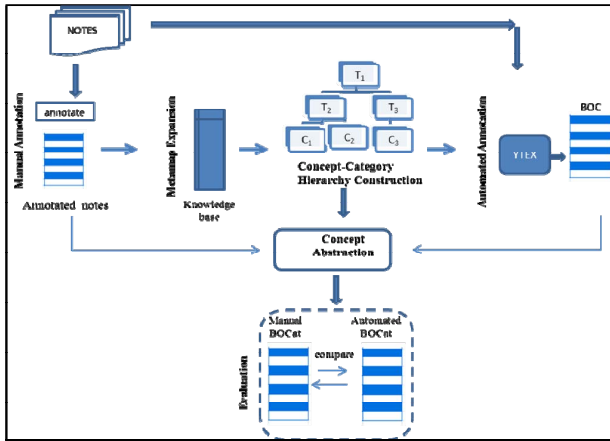 NOTES
annotate
Manual Annotation
Annotated notes
Metamap Expansion
Knowledge
base
T1
T2
T3
C1
C2
C3
Concept-Category
Hierarchy Construction
Automated Annotation
YTEX
BOC
Concept
Abstraction
Evaluation
Manual
BOCat
Automated
BOCat
compare